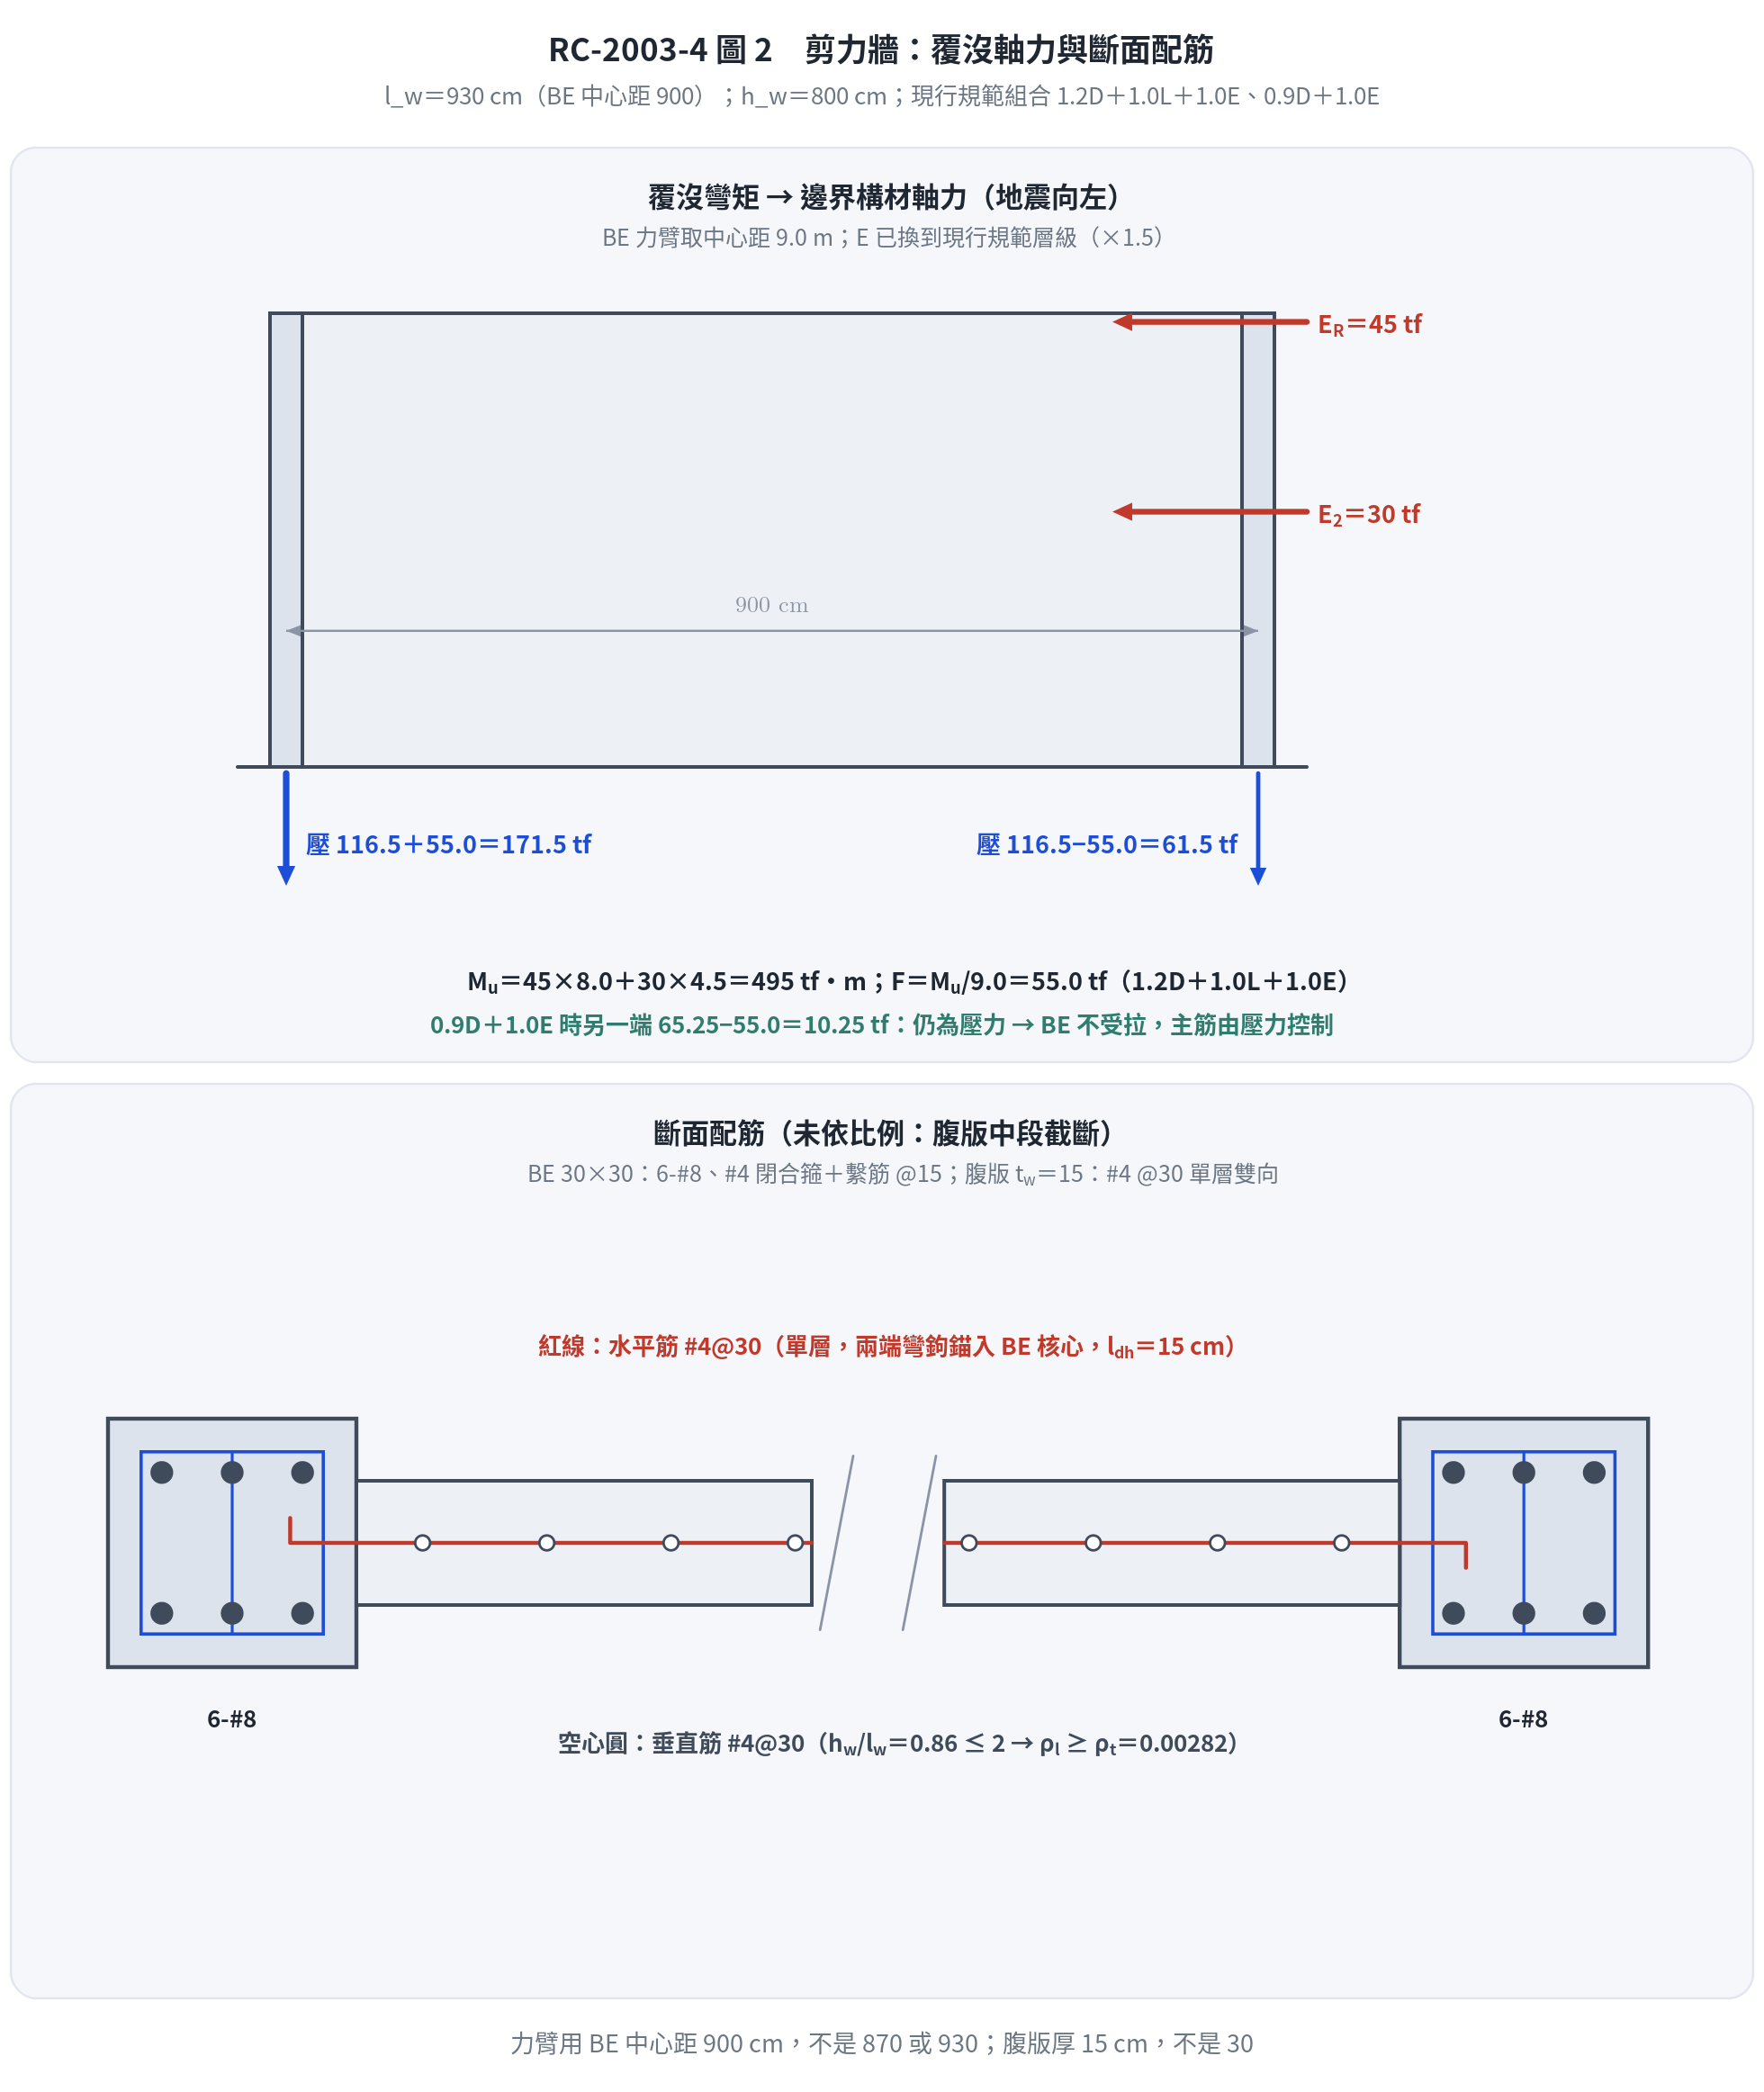 RC-2003-4 圖 2　剪力牆：覆沒軸力與斷面配筋
l_w＝930 cm（BE 中心距 900）；h_w＝800 cm；現行規範組合 1.2D＋1.0L＋1.0E、0.9D＋1.0E
覆沒彎矩 → 邊界構材軸力（地震向左）
BE 力臂取中心距 9.0 m；E 已換到現行規範層級（×1.5）
E_R＝45 tf
E₂＝30 tf
900 cm
壓 116.5＋55.0＝171.5 tf
壓 116.5−55.0＝61.5 tf
M_u＝45×8.0＋30×4.5＝495 tf・m；F＝M_u/9.0＝55.0 tf（1.2D＋1.0L＋1.0E）
0.9D＋1.0E 時另一端 65.25−55.0＝10.25 tf：仍為壓力 → BE 不受拉，主筋由壓力控制
斷面配筋（未依比例：腹版中段截斷）
BE 30×30：6-#8、#4 閉合箍＋繫筋 @15；腹版 t_w＝15：#4 @30 單層雙向
紅線：水平筋 #4@30（單層，兩端彎鉤錨入 BE 核心，l_dh＝15 cm）
6-#8
6-#8
空心圓：垂直筋 #4@30（h_w/l_w＝0.86 ≤ 2 → ρ_l ≥ ρ_t＝0.00282）
力臂用 BE 中心距 900 cm，不是 870 或 930；腹版厚 15 cm，不是 30